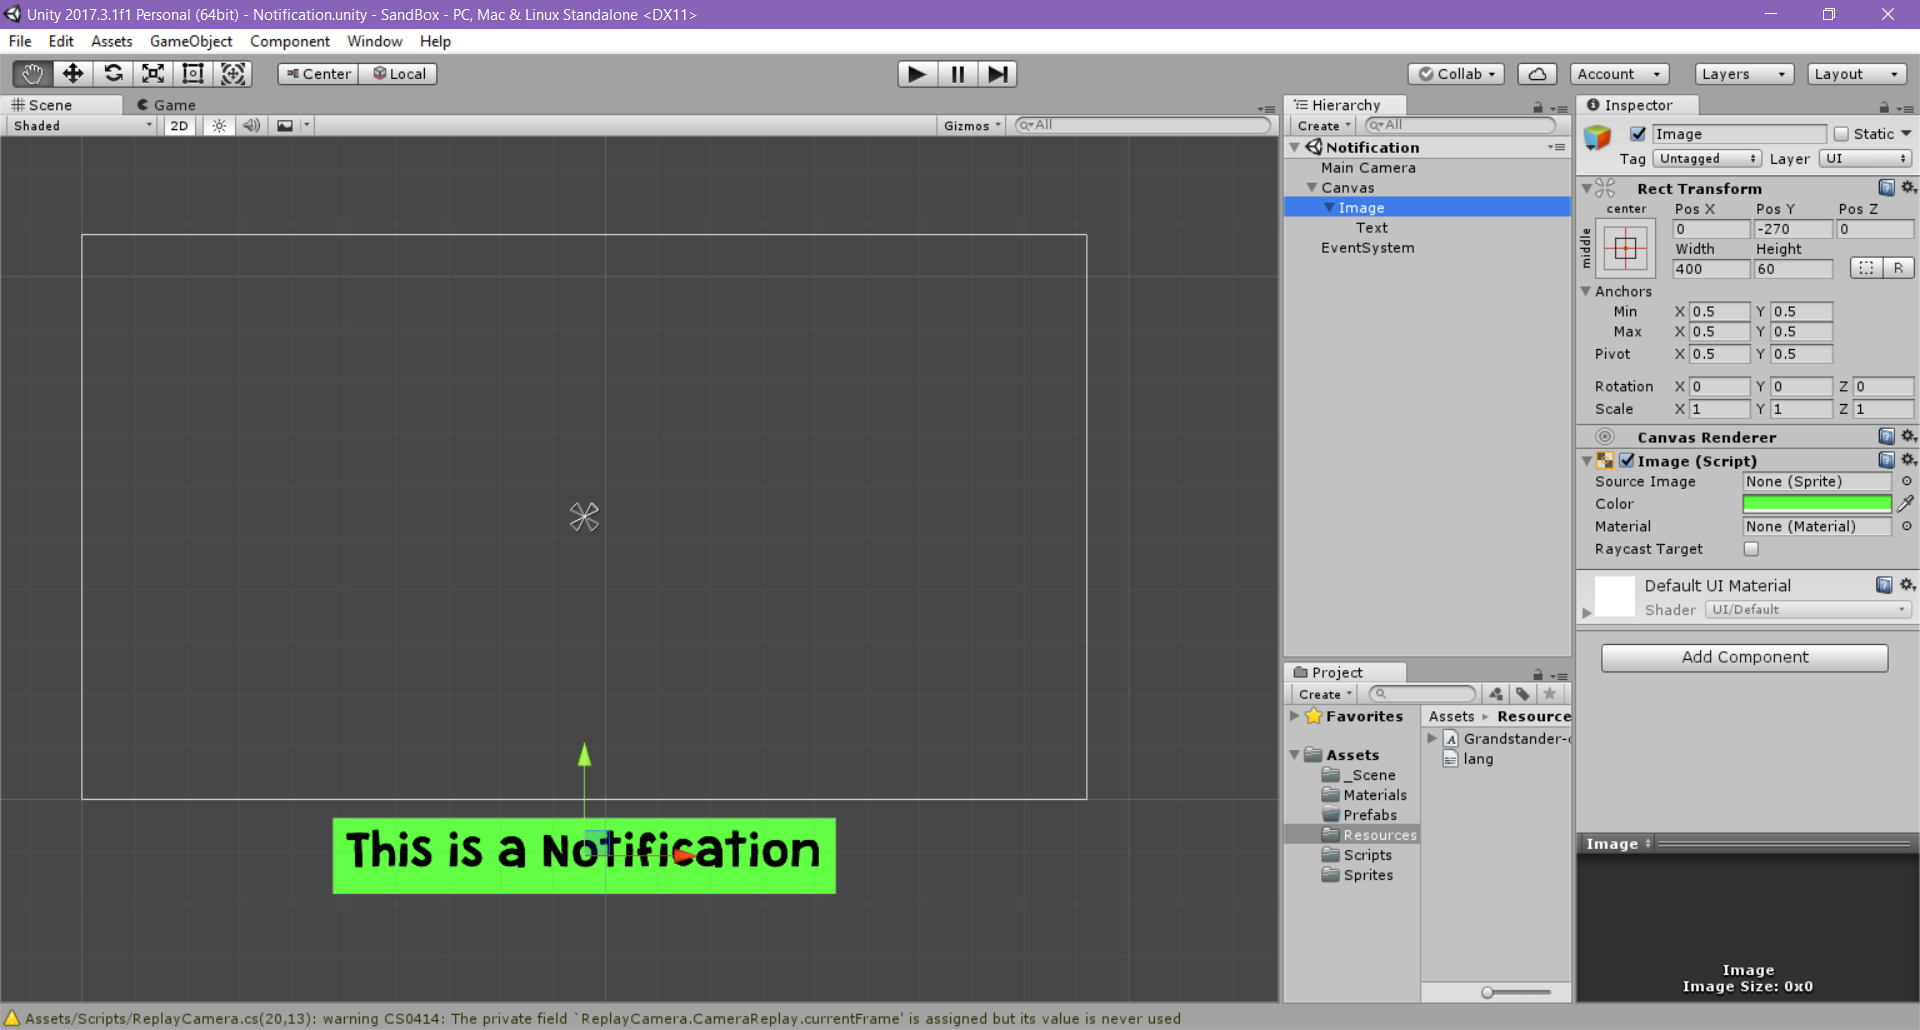 Unity 2017.3.1f1 Personal (64bit) - Notification.unity - SandBox - PC, Mac & Linux Standalone <DX11>
File Edit Assets GameObject Component Window Help
Center Local Collab Account Layers Layout
Scene Game
Shaded 2D Gizmos All
This is a Notification
Hierarchy
Create All
Notification
Main Camera
Canvas
Image
Text
EventSystem
Project
Create
Favorites
Assets
_Scene
Materials
Prefabs
Resources
Scripts
Sprites
Assets Resource
Grandstander-
lang
Inspector
Image Static
Tag Untagged Layer UI
Rect Transform
center Pos X Pos Y Pos Z
middle
0 -270 0
Width Height
400 60 R
Anchors
Min X 0.5 Y 0.5
Max X 0.5 Y 0.5
Pivot X 0.5 Y 0.5
Rotation X 0 Y 0 Z 0
Scale X 1 Y 1 Z 1
Canvas Renderer
Image (Script)
Source Image None (Sprite)
Color
Material None (Material)
Raycast Target
Default UI Material
Shader UI/Default
Add Component
Image
Image
Image Size: 0x0
Assets/Scripts/ReplayCamera.cs(20,13): warning CS0414: The private field `ReplayCamera.CameraReplay.currentFrame' is assigned but its value is never used